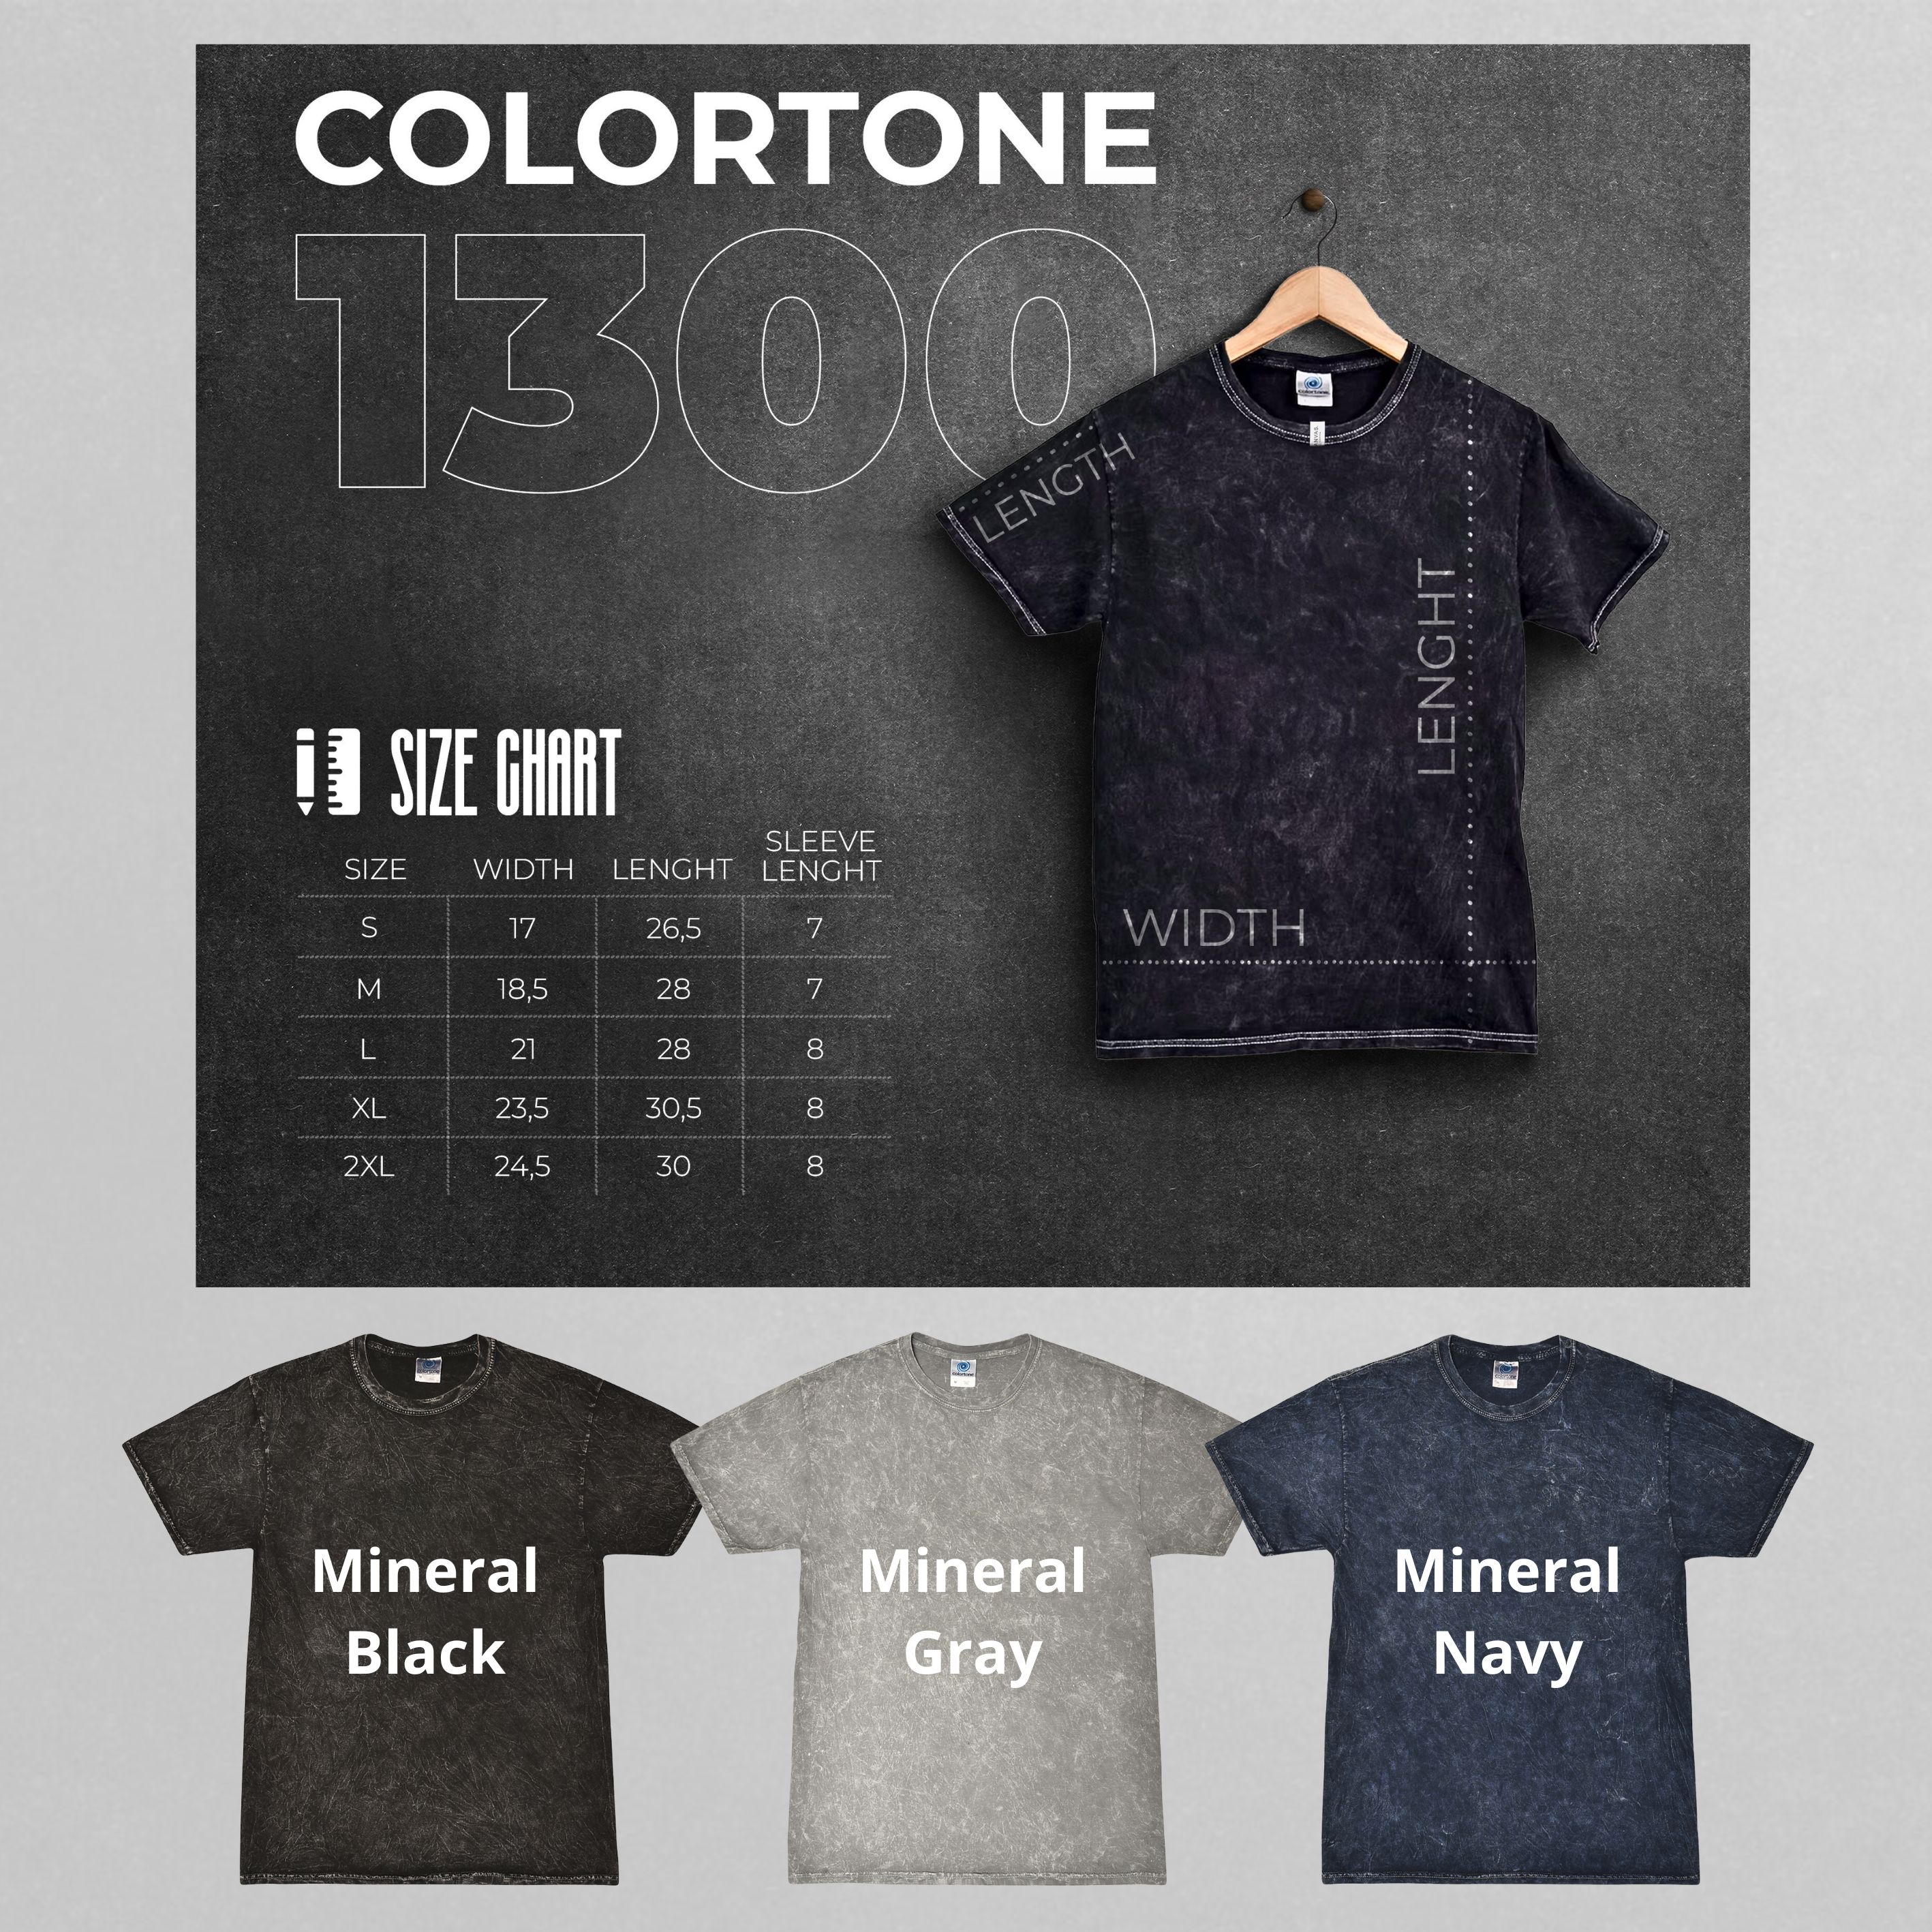 COLORTONE
1300
LENGTH
LENGHT
WIDTH
SIZE CHART
SIZE WIDTH LENGHT SLEEVE LENGHT
S 17 26,5 7
M 18,5 28 7
L 21 28 8
XL 23,5 30,5 8
2XL 24,5 30 8
colortone
Mineral
Black
Mineral
Gray
Mineral
Navy